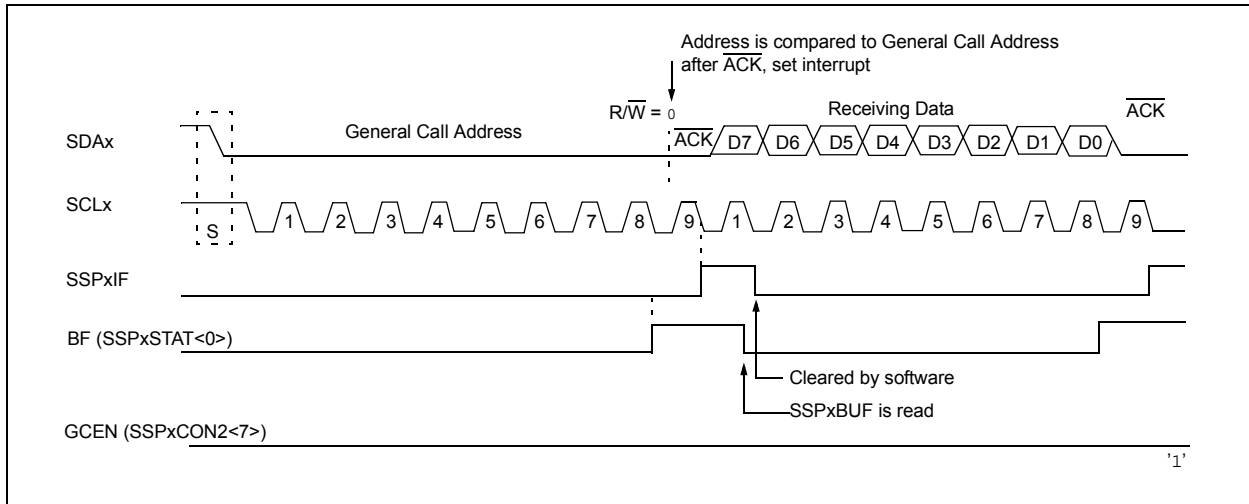 Address is compared to General Call Address
after ACK, set interrupt
R/W = 0
Receiving Data
ACK
SDAx
General Call Address
ACK
D7 D6 D5 D4 D3 D2 D1 D0
SCLx
S
1 2 3 4 5 6 7 8 9 1 2 3 4 5 6 7 8 9
SSPxIF
BF (SSPxSTAT<0>)
Cleared by software
SSPxBUF is read
GCEN (SSPxCON2<7>)
'1'